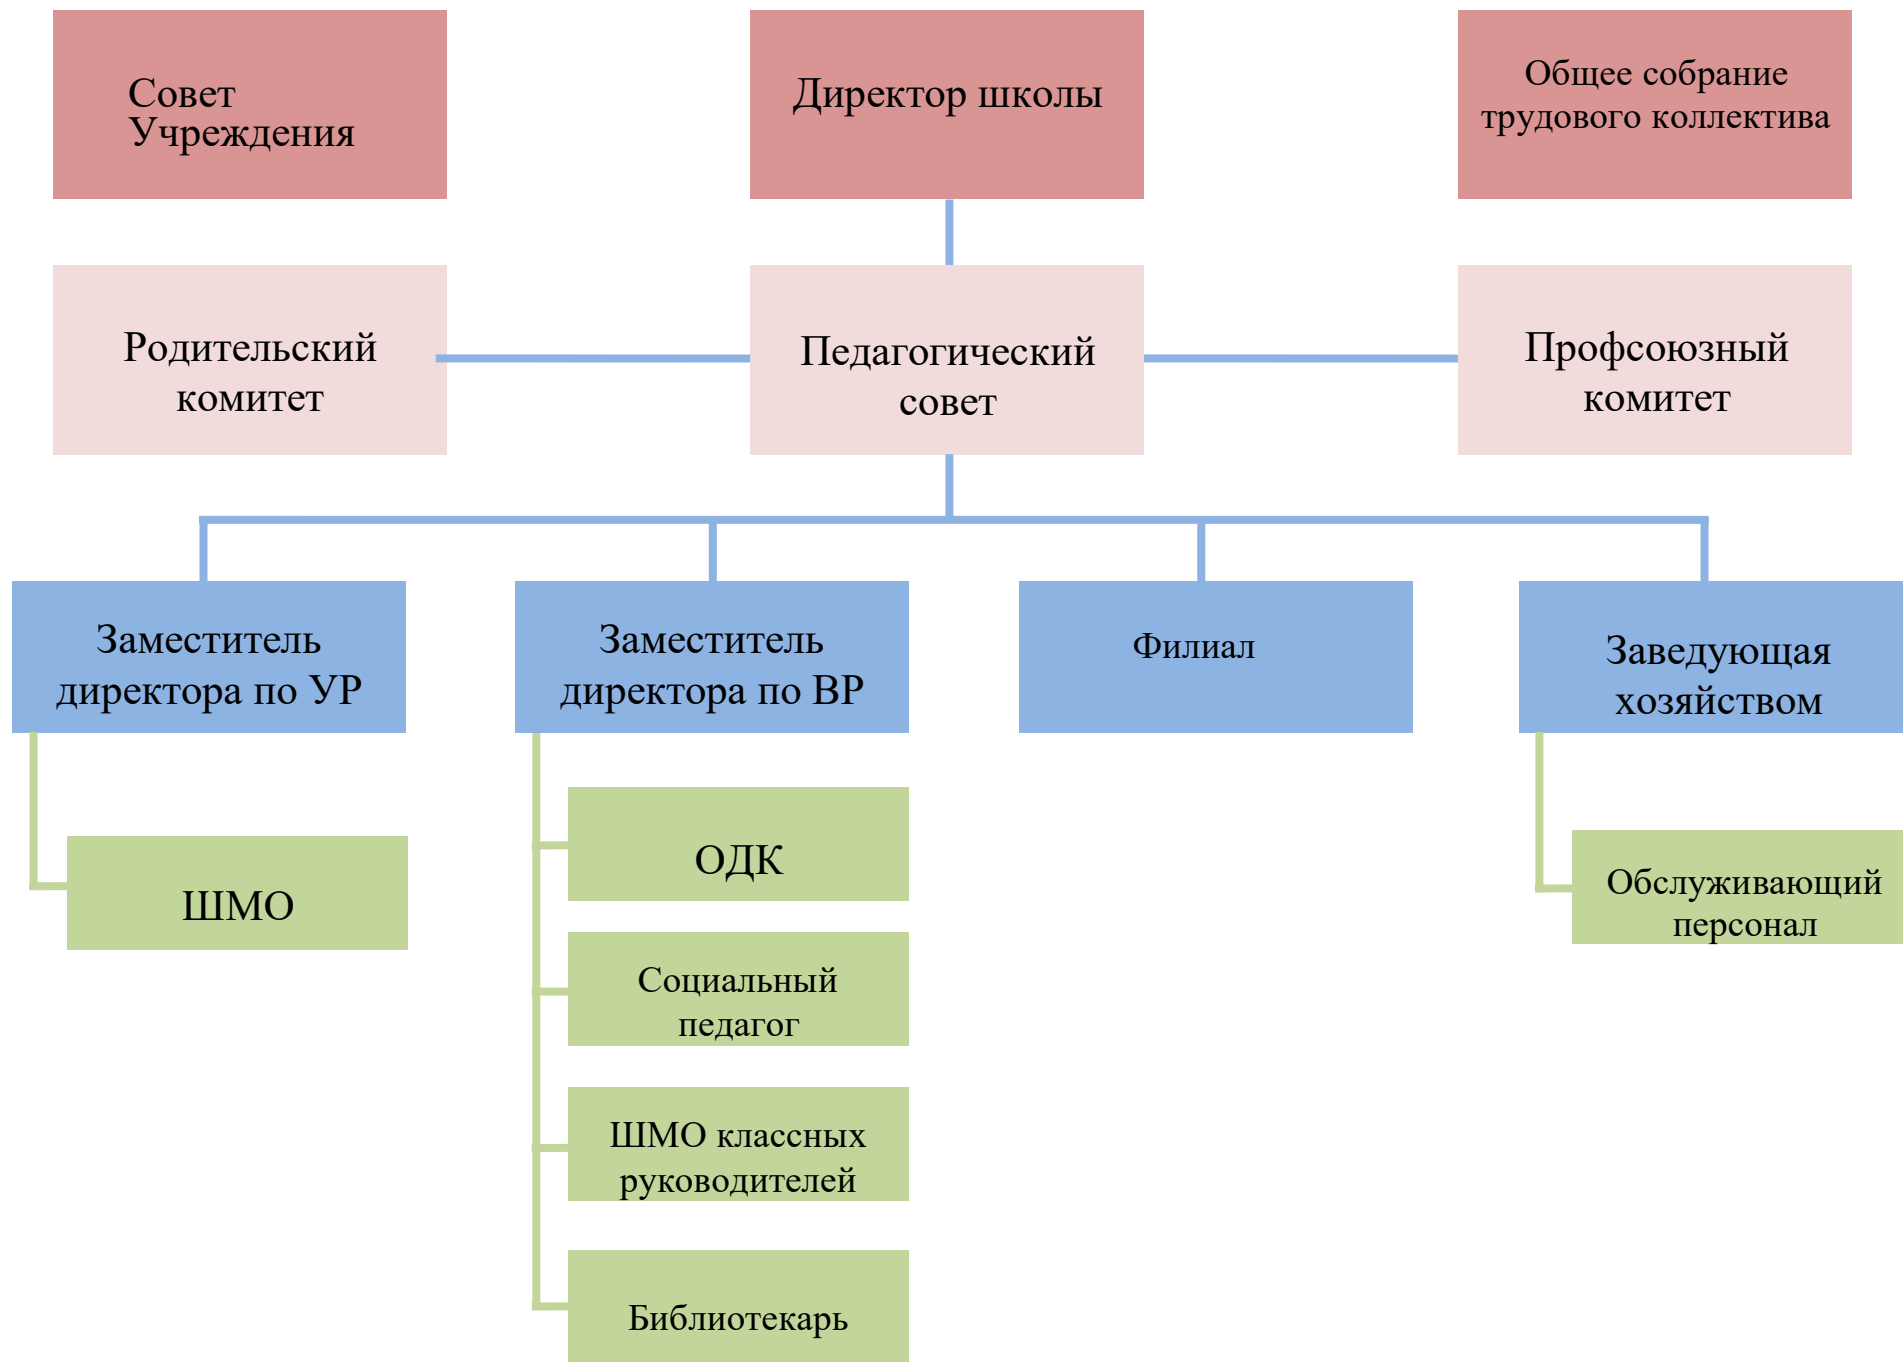 Совет
Учреждения
Директор школы
Общее собрание
трудового коллектива
Родительский
комитет
Педагогический
совет
Профсоюзный
комитет
Заместитель
директора по УР
Заместитель
директора по ВР
Филиал
Заведующая
хозяйством
ШМО
ОДК
Социальный
педагог
ШМО классных
руководителей
Библиотекарь
Обслуживающий
персонал